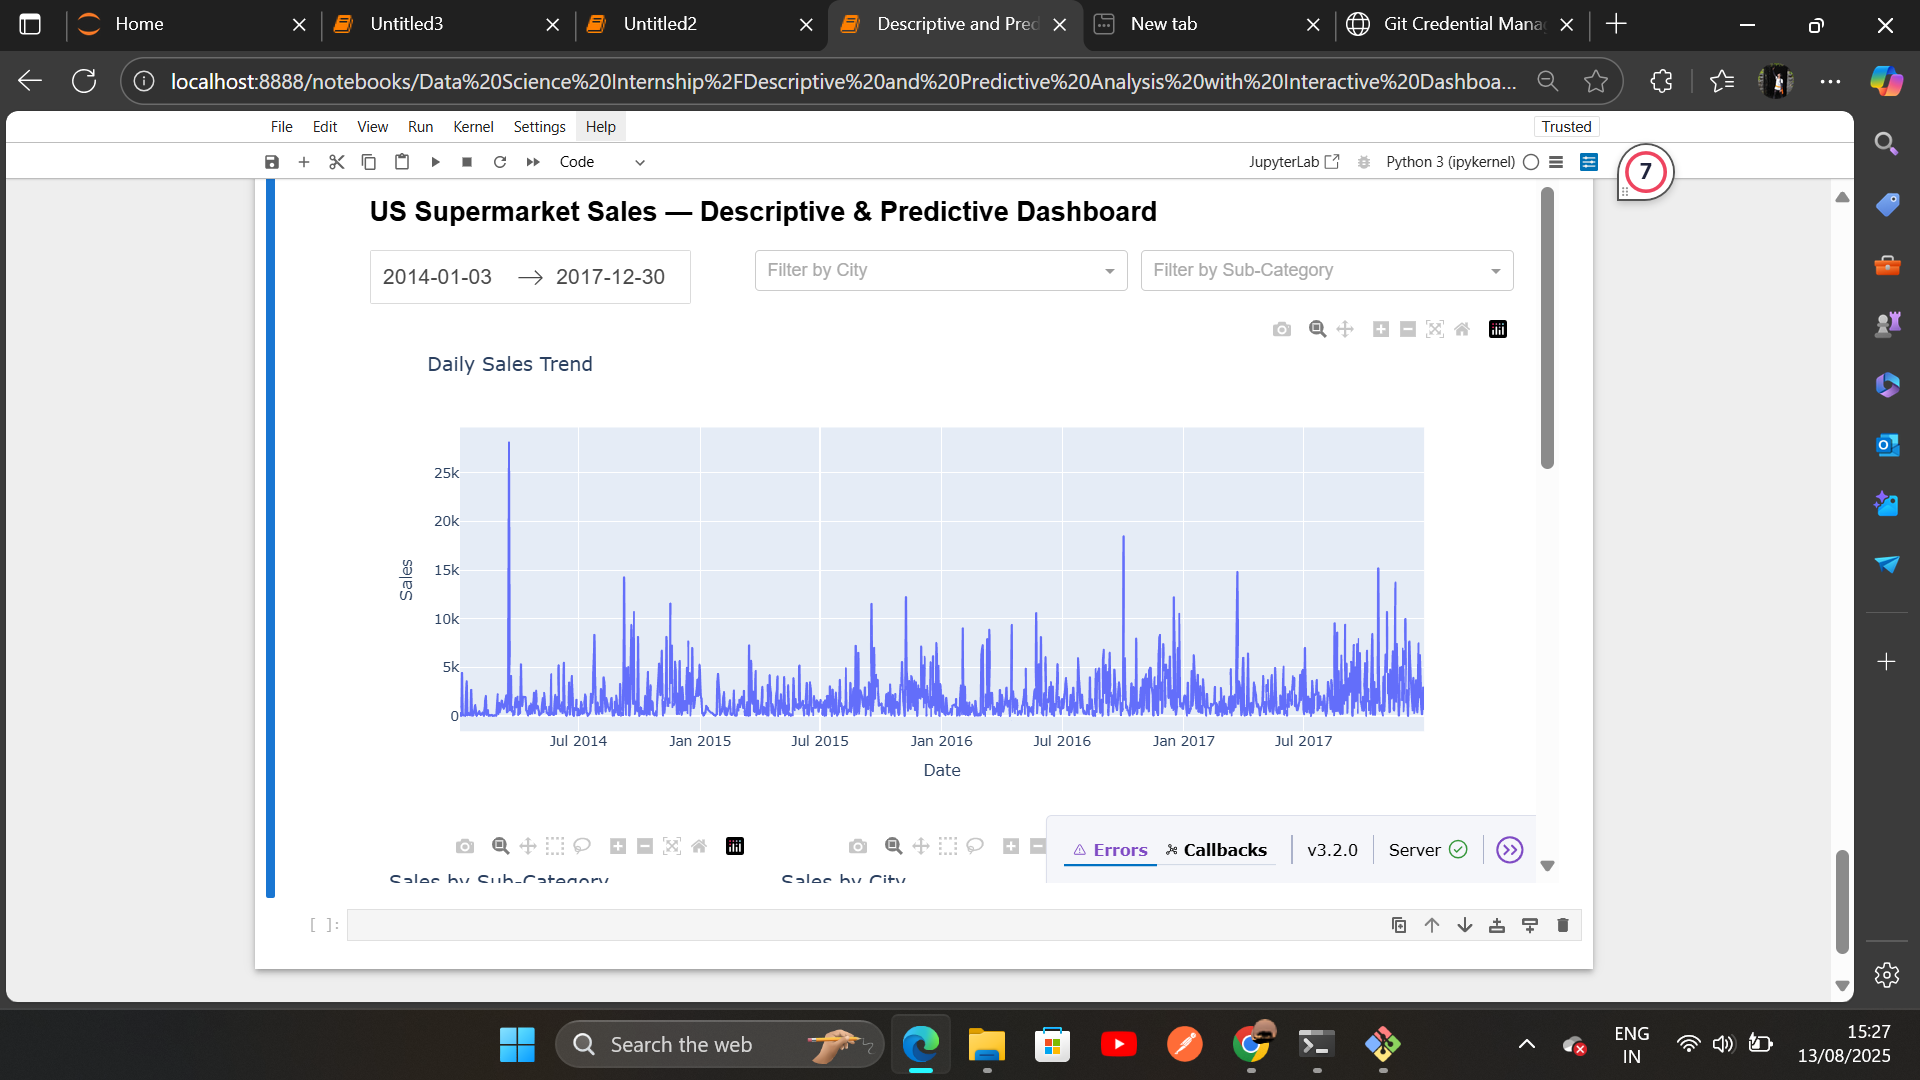 Home
Untitled3
Untitled2
Descriptive and Pred
New tab
Git Credential Mana
localhost:8888/notebooks/Data%20Science%20Internship%2FDescriptive%20and%20Predictive%20Analysis%20with%20Interactive%20Dashboa...
File Edit View Run Kernel Settings Help
Trusted
Code
JupyterLab
Python 3 (ipykernel)
7
US Supermarket Sales — Descriptive & Predictive Dashboard
2014-01-03 → 2017-12-30
Filter by City
Filter by Sub-Category
Daily Sales Trend
25k
20k
15k
10k
5k
0
Sales
Jul 2014 Jan 2015 Jul 2015 Jan 2016 Jul 2016 Jan 2017 Jul 2017
Date
Errors Callbacks v3.2.0 Server
Sales by Sub-Category
Sales by City
[ ]:
Search the web
ENG
IN
15:27
13/08/2025